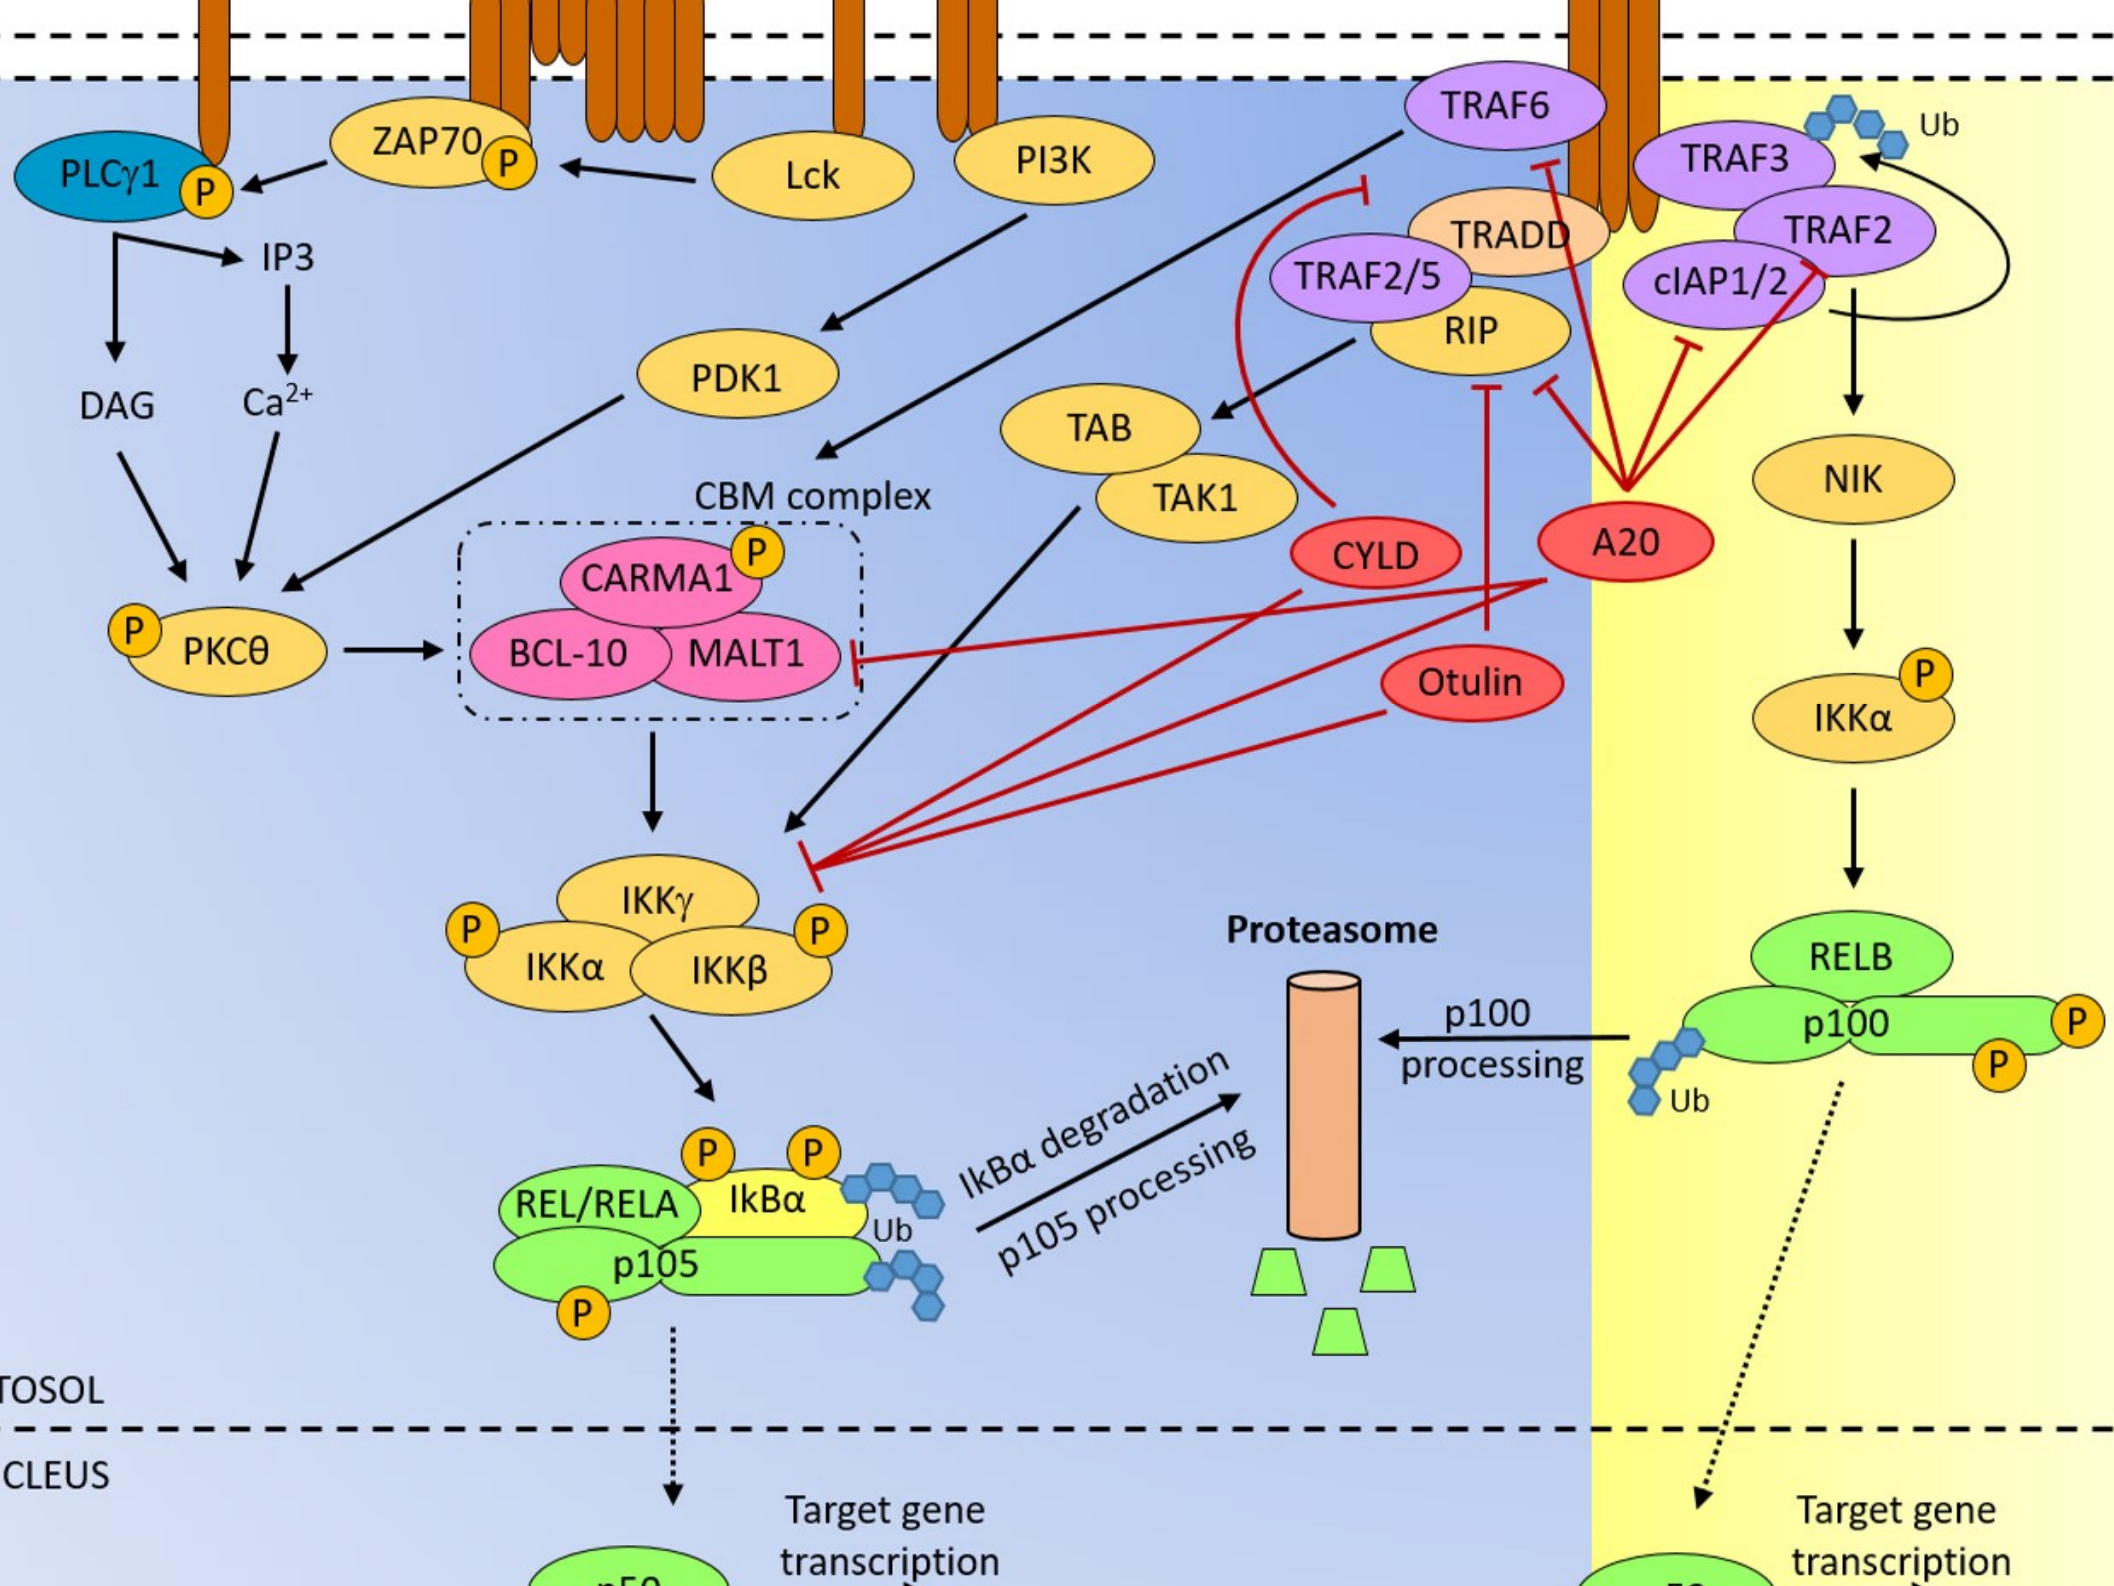 TRAF6
Ub
PLCγ1
P
ZAP70
P
Lck
PI3K
TRAF3
TRADD
TRAF2
TRAF2/5
cIAP1/2
IP3
RIP
PDK1
DAG
Ca2+
TAB
TAK1
NIK
CBM complex
CARMA1
P
CYLD
A20
P
PKCθ
BCL-10
MALT1
Otulin
P
IKKα
IKKγ
P
P
IKKα
IKKβ
Proteasome
RELB
p100
processing
p100
P
P
Ub
IkBα degradation
p105 processing
P
P
REL/RELA
IkBα
Ub
p105
P
TOSOL
CLEUS
Target gene
transcription
Target gene
transcription